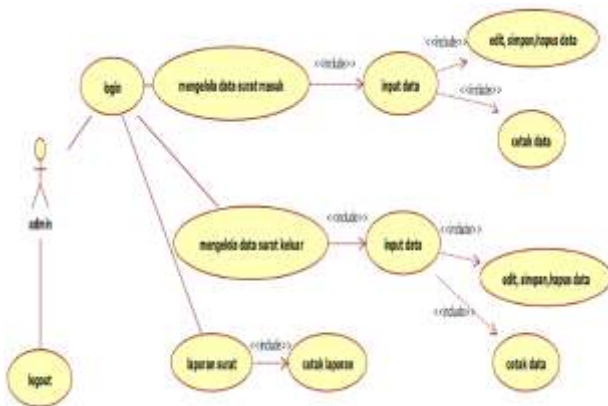 <<include>>
edit, simpan/hapus data
login
mengelola data surat masuk
<<include>>
input data
<<include>>
cetak data
admin
mengelola data surat keluar
<<include>>
input data
<<include>>
edit, simpan,hapus data
<<include>>
logout
laporan surat
<<include>>
cetak laporan
cetak data